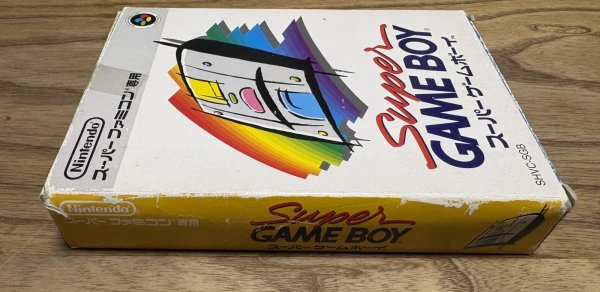 Nintendo
スーパーファミコン専用
Super
GAME BOY
スーパーゲームボーイ
SHVC-SGB
Nintendo
スーパーファミコン専用
Super
GAME BOY
スーパーゲームボーイ